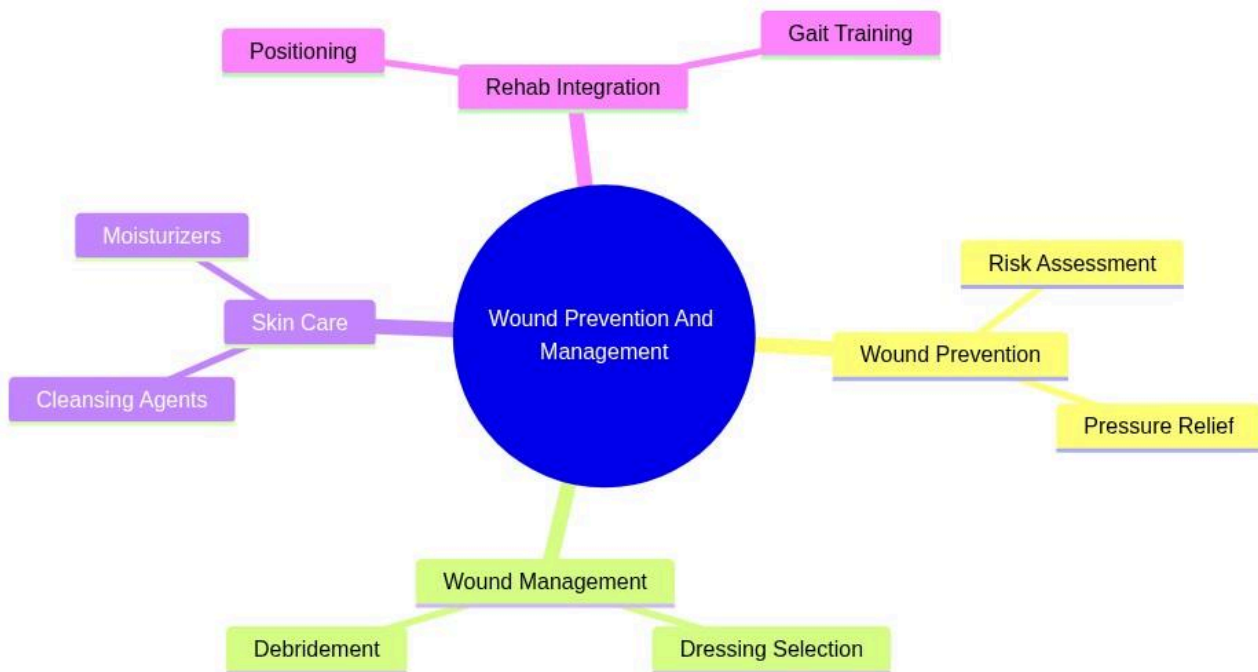 Gait Training
Positioning
Rehab Integration
Moisturizers
Risk Assessment
Skin Care
Wound Prevention And
Management
Wound Prevention
Cleansing Agents
Pressure Relief
Wound Management
Debridement
Dressing Selection